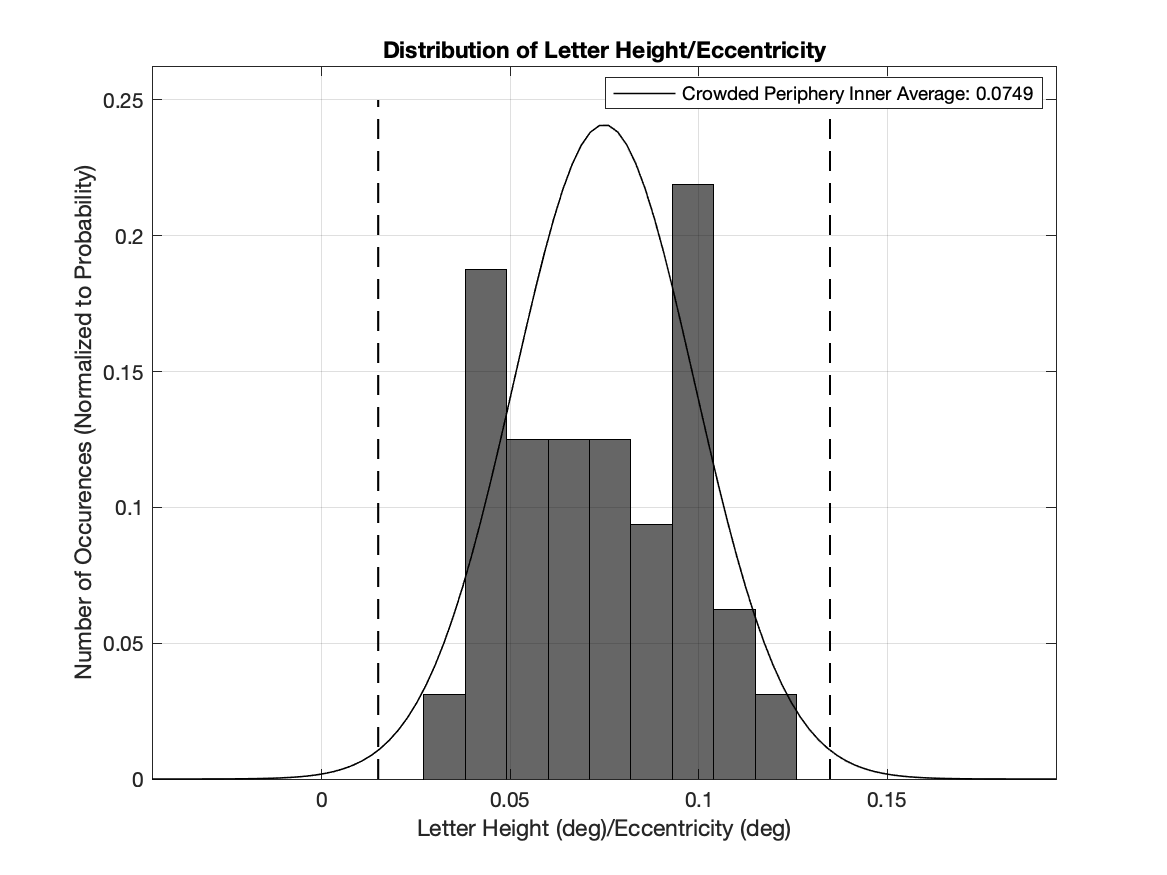 Distribution of Letter Height/Eccentricity
Crowded Periphery Inner Average: 0.0749
Number of Occurences (Normalized to Probability)
0.25
0.2
0.15
0.1
0.05
0
0 0.05 0.1 0.15
Letter Height (deg)/Eccentricity (deg)